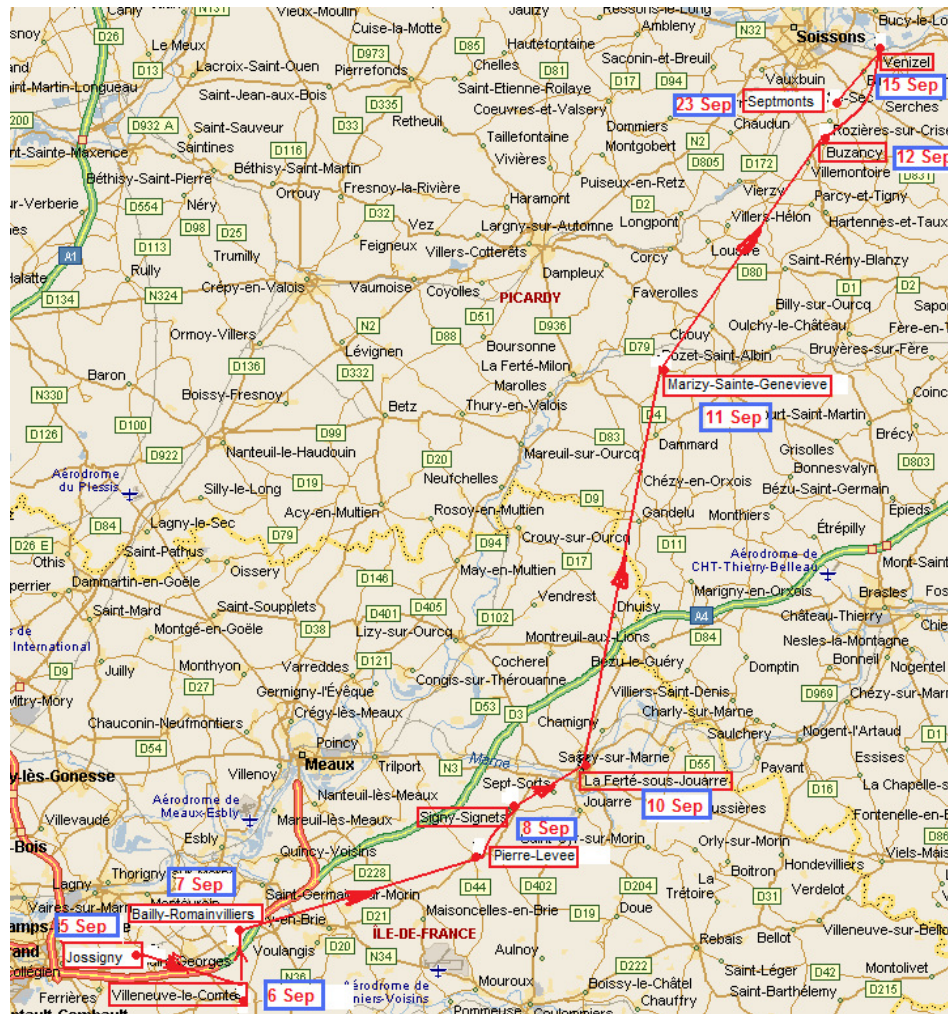 Canly
N131
Vieux-Moulin
Cuise-la-Motte
Jaulzy
Ressons-le-Long
Ambleny
N32
Bucy-le-Lo
D26
Le Meux
D973
D85
Hautefontaine
Soissons
D13
Lacroix-Saint-Ouen
Pierrefonds
Chelles
Saconin-et-Breuil
Venizel
int-Martin-Longueau
Saint-Jean-aux-Bois
D81
Saint-Etienne-Roilaye
D17
D94
Vauxbuin
15 Sep
D335
Coeuvres-et-Valsery
23 Sep
r-Septmonts
Serches
200
D932 A
Saint-Sauveur
D33
Retheuil
Dommiers
Chaudun
Rozières-sur-Crise
nt-Sainte-Maxence
Saintines
D116
Taillefontaine
Montgobert
N2
Buzancy
12 Sep
Béthisy-Saint-Martin
Vivières
D805
D172
Villemontoire
D831
Béthisy-Saint-Pierre
Orrouy
Fresnoy-la-Rivière
Puiseux-en-Retz
Vierzy
Parcy-et-Tigny
ur-Verberie
D554
Néry
D32
Haramont
D2
Villers-Hélon
Hartennes-et-Taux
D98
D25
Vez
Largny-sur-Automne
Longpont
D113
Trumilly
Feigneux
Villers-Cotterêts
Louâtre
A1
Rully
Corcy
Saint-Rémy-Blanzy
Halatte
Crépy-en-Valois
Vaumoise
Coyolles
Dampleux
D80
D134
N324
PICARDY
Faverolles
D1
D2
N2
D51
Billy-sur-Ourcq
Ormoy-Villers
D88
D936
Chouy
Oulchy-le-Château
Lévignen
Boursonne
D79
Rozet-Saint-Albin
Bruyères-sur-Fère
Baron
D136
D332
La Ferté-Milon
Marizy-Sainte-Genevieve
N330
Boissy-Fresnoy
Marolles
Betz
Thury-en-Valois
11 Sep
ourt-Saint-Martin
D100
D4
D126
D99
D83
Dammard
Brécy
D922
Nanteuil-le-Haudouin
Mareuil-sur-Ourcq
Grisolles
D20
Bonnesvalyn
D803
Aérodrome
du Plessis
Silly-le-Long
D19
Neufchelles
Chézy-en-Orxois
Bézu-Saint-Germain
D9
Acy-en-Multien
Rosoy-en-Multien
Gandelu
Monthiers
Épieds
D84
Lagny-le-Sec
D79
Étrépilly
D26 E
Saint-Pathus
D94
Crouy-sur-Ourcq
D11
Aérodrome de
CHT-Thierry-Belleau
Othis
Oissery
May-en-Multien
D17
Mont-Saint
Dammartin-en-Goële
D146
Marigny-en-Orxois
Brasles
Saint-Mard
Saint-Soupplets
D401
D405
Vendrest
Dhuisy
A4
Château-Thierry
Montgé-en-Goële
D38
Lizy-sur-Ourcq
D102
Montreuil-aux-Lions
D84
Nesles-la-Montagne
International
Cocherel
Bézu-le-Guéry
Bonneil
D9
Juilly
Monthyon
Varreddes
D121
Domptin
Nogentel
Mitry-Mory
D27
Congis-sur-Thérouanne
Villiers-Saint-Denis
D969
Germigny-l'Évêque
D53
Charly-sur-Marne
Chauconin-Neufmontiers
Crégy-lès-Meaux
D3
Chamigny
Saulchery
Nogent-l'Artaud
D1
D54
Poincy
Marne
Essises
y-lès-Gonesse
Villenoy
Meaux
Trilport
N3
D55
Pavant
La Chapelle-s
Sept-Sorts
La Ferté-sous-Jouarre
D16
Aérodrome de
Meaux-Esbly
Nanteuil-lès-Meaux
Jouarre
10 Sep
Villevaudé
Mareuil-lès-Meaux
Signy-Signets
8 Sep
Esbly
Orly-sur-Morin
-Bois
Quincy-Voisins
Pierre-Levee
Hondevilliers
D228
Lagny
7 Sep
Saint-Germain-sur-Morin
D44
D402
D204
La
Trétoire
Boitron
Verdelot
Doue
D31
Bailly-Romainvilliers
y-en-Brie
D21
Maisoncelles-en-Brie
D19
5 Sep
ÎLE-DE-FRANCE
Rebais
Bellot
Jossigny
Voulangis
D20
N34
Aulnoy
D222
Saint-Léger
D42
Montolivet
Villeneuve-le-Comte
N36
Aérodrome de
Mouroux
Boissy-le-Châtel
Saint-Barthélemy
D215
Ferrières
6 Sep
niers-Voisins
Chauffry
Pommeuse